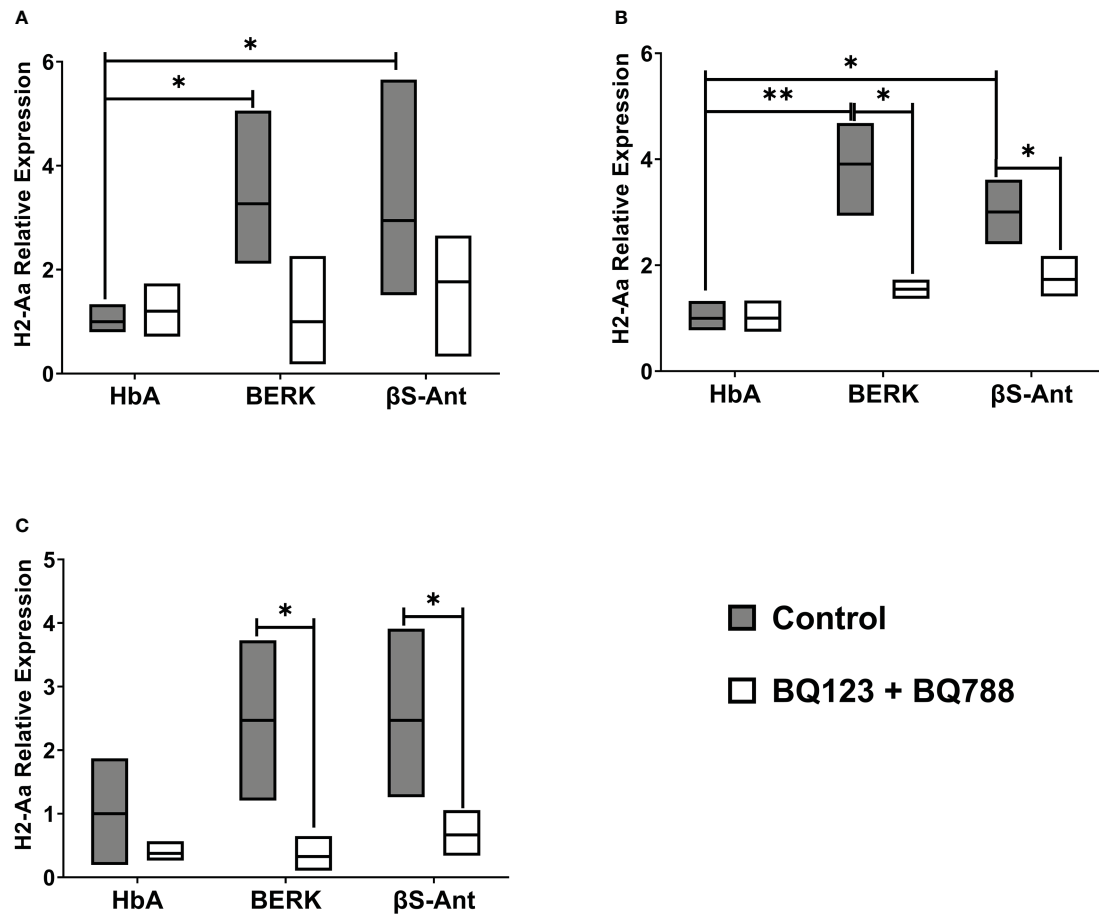 A
H2-Aa Relative Expression
6
4
2
0
*
*
HbA
BERK
βS-Ant
B
H2-Aa Relative Expression
6
4
2
0
*
**
*
*
HbA
BERK
βS-Ant
C
H2-Aa Relative Expression
5
4
3
2
1
0
*
*
HbA
BERK
βS-Ant
Control
BQ123 + BQ788